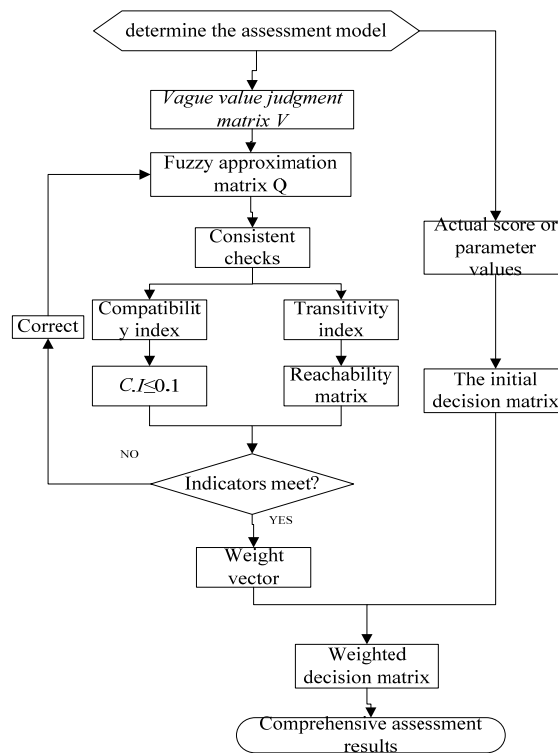 determine the assessment model
Vague value judgment
matrix V
Fuzzy approximation
matrix Q
Consistent
checks
Actual score or
parameter
values
Compatibilit
y index
Transitivity
index
Correct
C.I≤0.1
Reachability
matrix
The initial
decision matrix
NO
Indicators meet?
YES
Weight
vector
Weighted
decision matrix
Comprehensive assessment
results